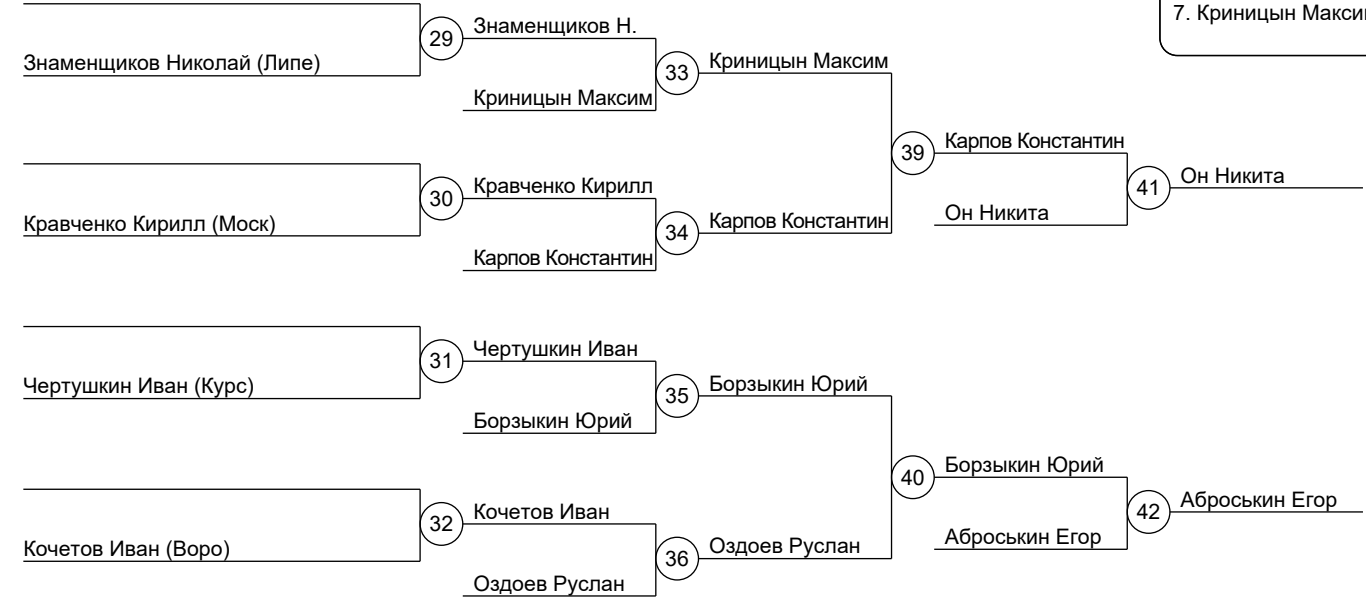 7. Криницын Макси
Знаменщиков Н.
29
Знаменщиков Николай (Липе)
Криницын Максим
33
Криницын Максим
39
Карпов Константин
Кравченко Кирилл
30
Кравченко Кирилл (Моск)
Карпов Константин
34
Карпов Константин
Он Никита
41
Он Никита
Чертушкин Иван
31
Чертушкин Иван (Курс)
Борзыкин Юрий
35
Борзыкин Юрий
40
Борзыкин Юрий
Кочетов Иван
32
Кочетов Иван (Воро)
Оздоев Руслан
36
Оздоев Руслан
Аброськин Егор
42
Аброськин Егор